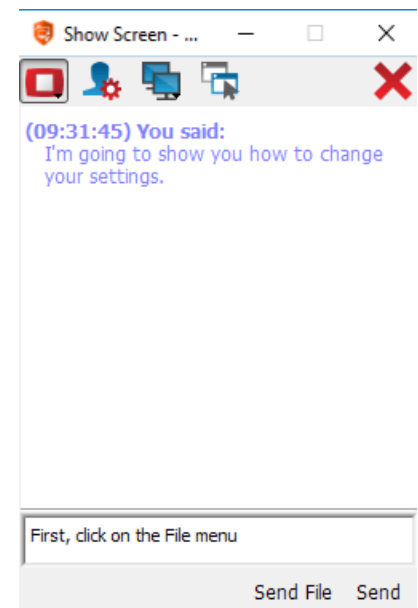 Show Screen - ...
(09:31:45) You said:
I'm going to show you how to change
your settings.
First, click on the File menu
Send File Send